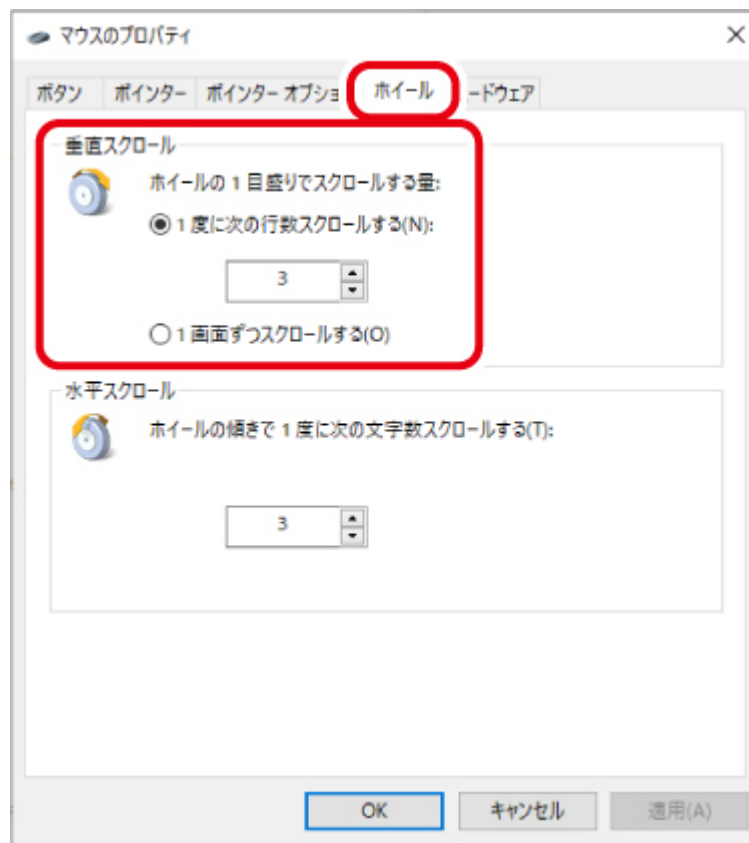 マウスのプロパティ
ボタン ポインター ポインター オプショ ホイール ードウェア
垂直スクロール
ホイールの 1 目盛りでスクロールする量:
1 度に次の行数スクロールする(N):
3
1 画面ずつスクロールする(O)
水平スクロール
ホイールの傾きで 1 度に次の文字数スクロールする(T):
3
OK キャンセル 適用(A)